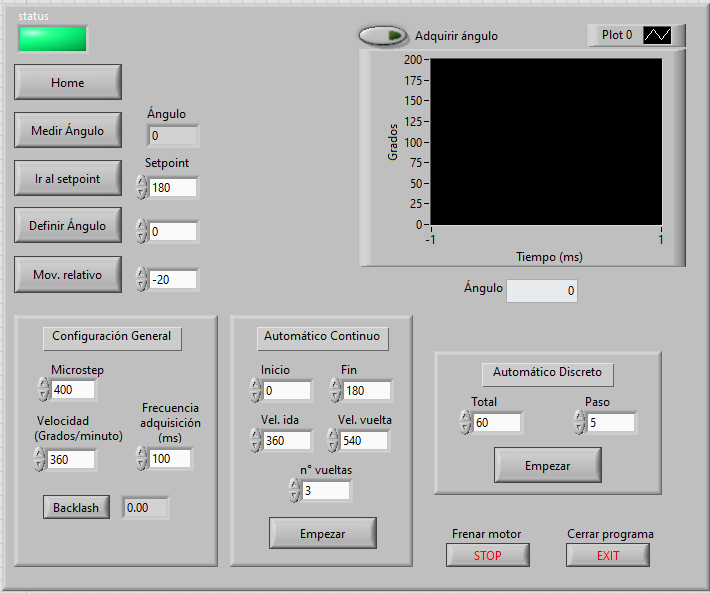 status
Home
Medir Ángulo
Ángulo
0
Ir al setpoint
Setpoint
180
Definir Ángulo
0
Mov. relativo
-20
Adquirir ángulo
Plot 0
Grados
200
175
150
125
100
75
50
25
0
-1
1
Tiempo (ms)
Ángulo
0
Configuración General
Microstep
400
Velocidad
(Grados/minuto)
360
Frecuencia
adquisición
(ms)
100
Backlash
0.00
Automático Continuo
Inicio
0
Fin
180
Vel. ida
360
Vel. vuelta
540
n° vueltas
3
Empezar
Automático Discreto
Total
60
Paso
5
Empezar
Frenar motor
STOP
Cerrar programa
EXIT